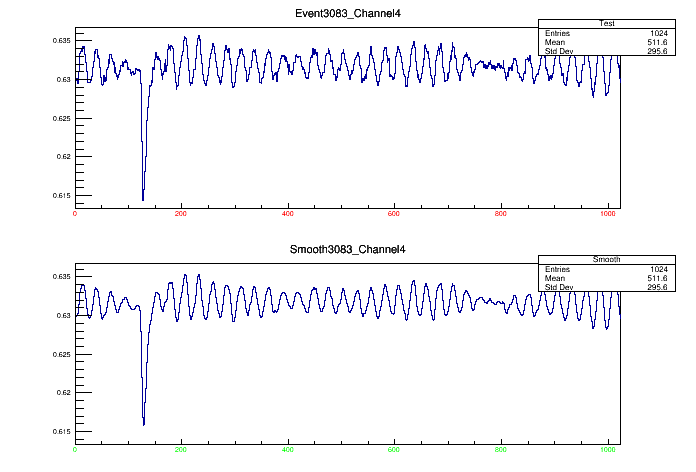 Event3083_Channel4
Test
Entries 1024
Mean 511.6
Std Dev 295.6
0.635
0.63
0.625
0.62
0.615
0 200 400 600 800 1000
Smooth3083_Channel4
Smooth
Entries 1024
Mean 511.6
Std Dev 295.6
0.635
0.63
0.625
0.62
0.615
0 200 400 600 800 1000